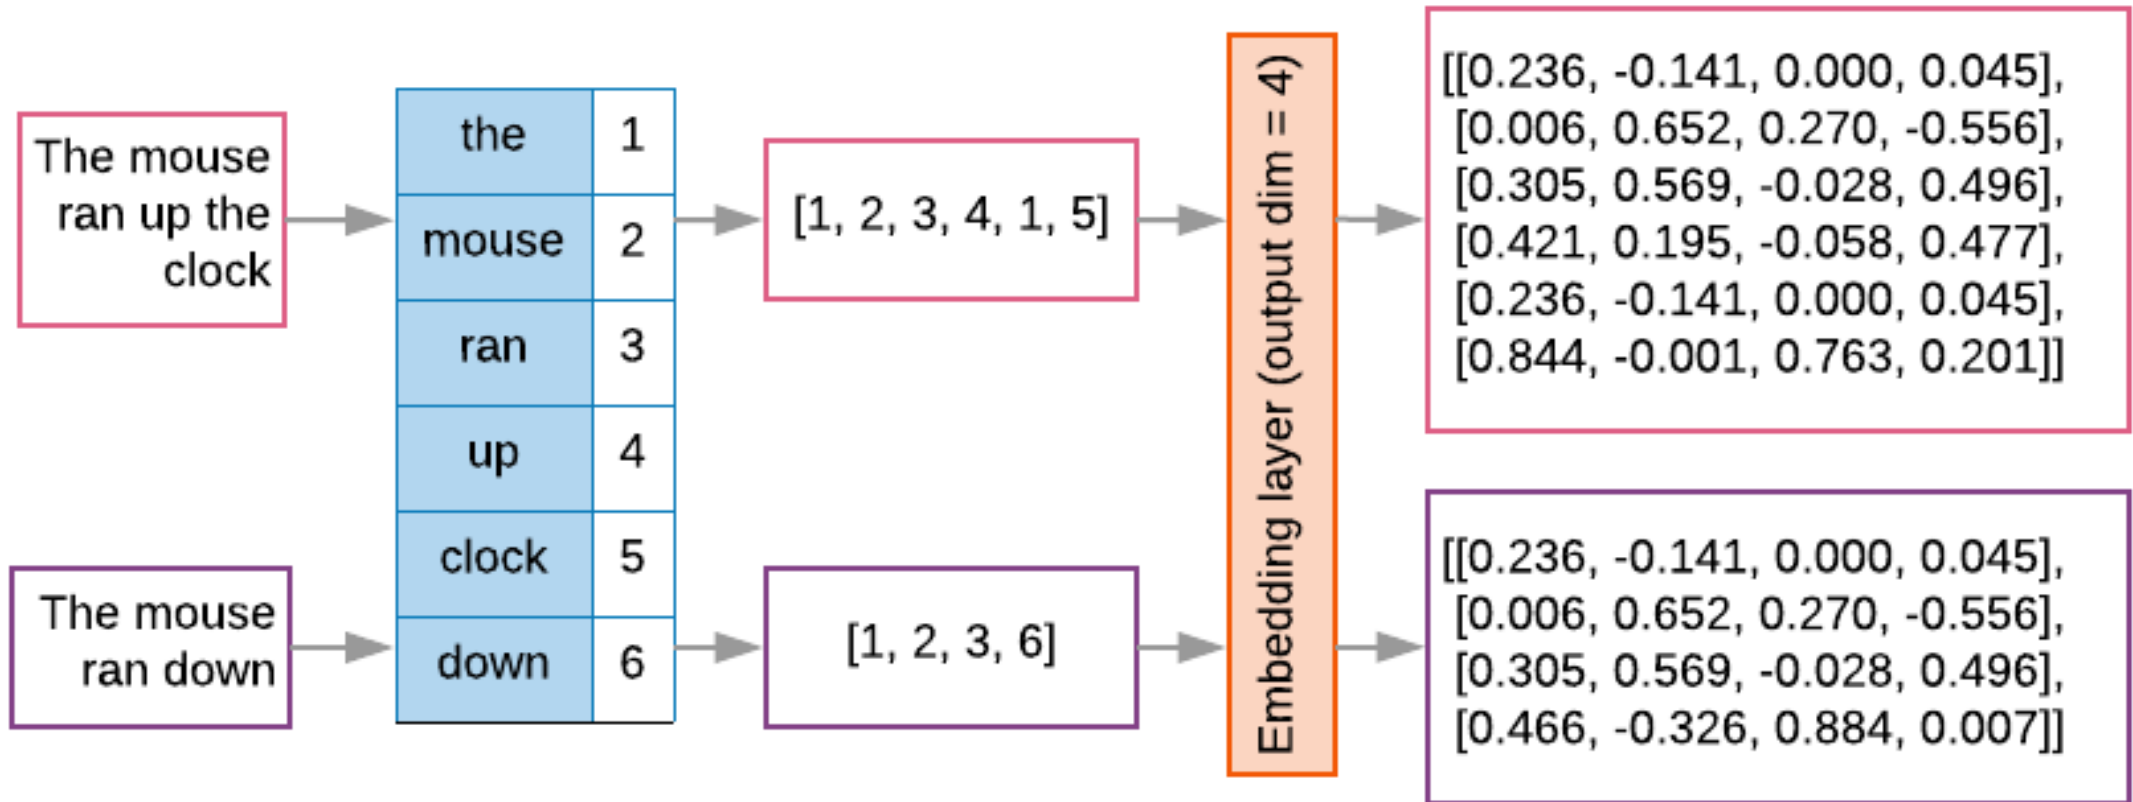 The mouse
ran up the
clock
the 1
mouse 2
ran 3
up 4
clock 5
down 6
[1, 2, 3, 4, 1, 5]
Embedding layer (output dim = 4)
[[0.236, -0.141, 0.000, 0.045],
[0.006, 0.652, 0.270, -0.556],
[0.305, 0.569, -0.028, 0.496],
[0.421, 0.195, -0.058, 0.477],
[0.236, -0.141, 0.000, 0.045],
[0.844, -0.001, 0.763, 0.201]]
The mouse
ran down
[1, 2, 3, 6]
[[0.236, -0.141, 0.000, 0.045],
[0.006, 0.652, 0.270, -0.556],
[0.305, 0.569, -0.028, 0.496],
[0.466, -0.326, 0.884, 0.007]]